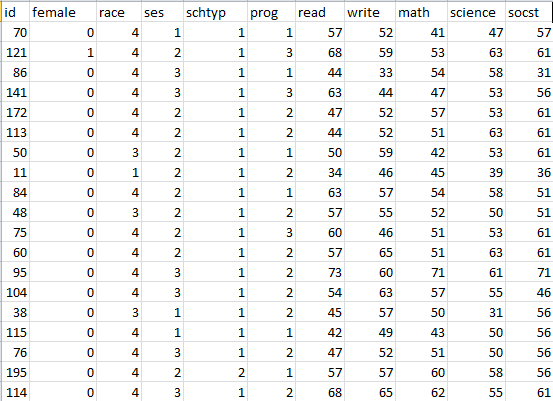 id female race ses schtyp prog read write math science socst
70 0 4 1 1 1 57 52 41 47 57
121 1 4 2 1 3 68 59 53 63 61
86 0 4 3 1 1 44 33 54 58 31
141 0 4 3 1 3 63 44 47 53 56
172 0 4 2 1 2 47 52 57 53 61
113 0 4 2 1 2 44 52 51 63 61
50 0 3 2 1 1 50 59 42 53 61
11 0 1 2 1 2 34 46 45 39 36
84 0 4 2 1 1 63 57 54 58 51
48 0 3 2 1 2 57 55 52 50 51
75 0 4 2 1 3 60 46 51 53 61
60 0 4 2 1 2 57 65 51 63 61
95 0 4 3 1 2 73 60 71 61 71
104 0 4 3 1 2 54 63 57 55 46
38 0 3 1 1 2 45 57 50 31 56
115 0 4 1 1 1 42 49 43 50 56
76 0 4 3 1 2 47 52 51 50 56
195 0 4 2 2 1 57 57 60 58 56
114 0 4 3 1 2 68 65 62 55 61